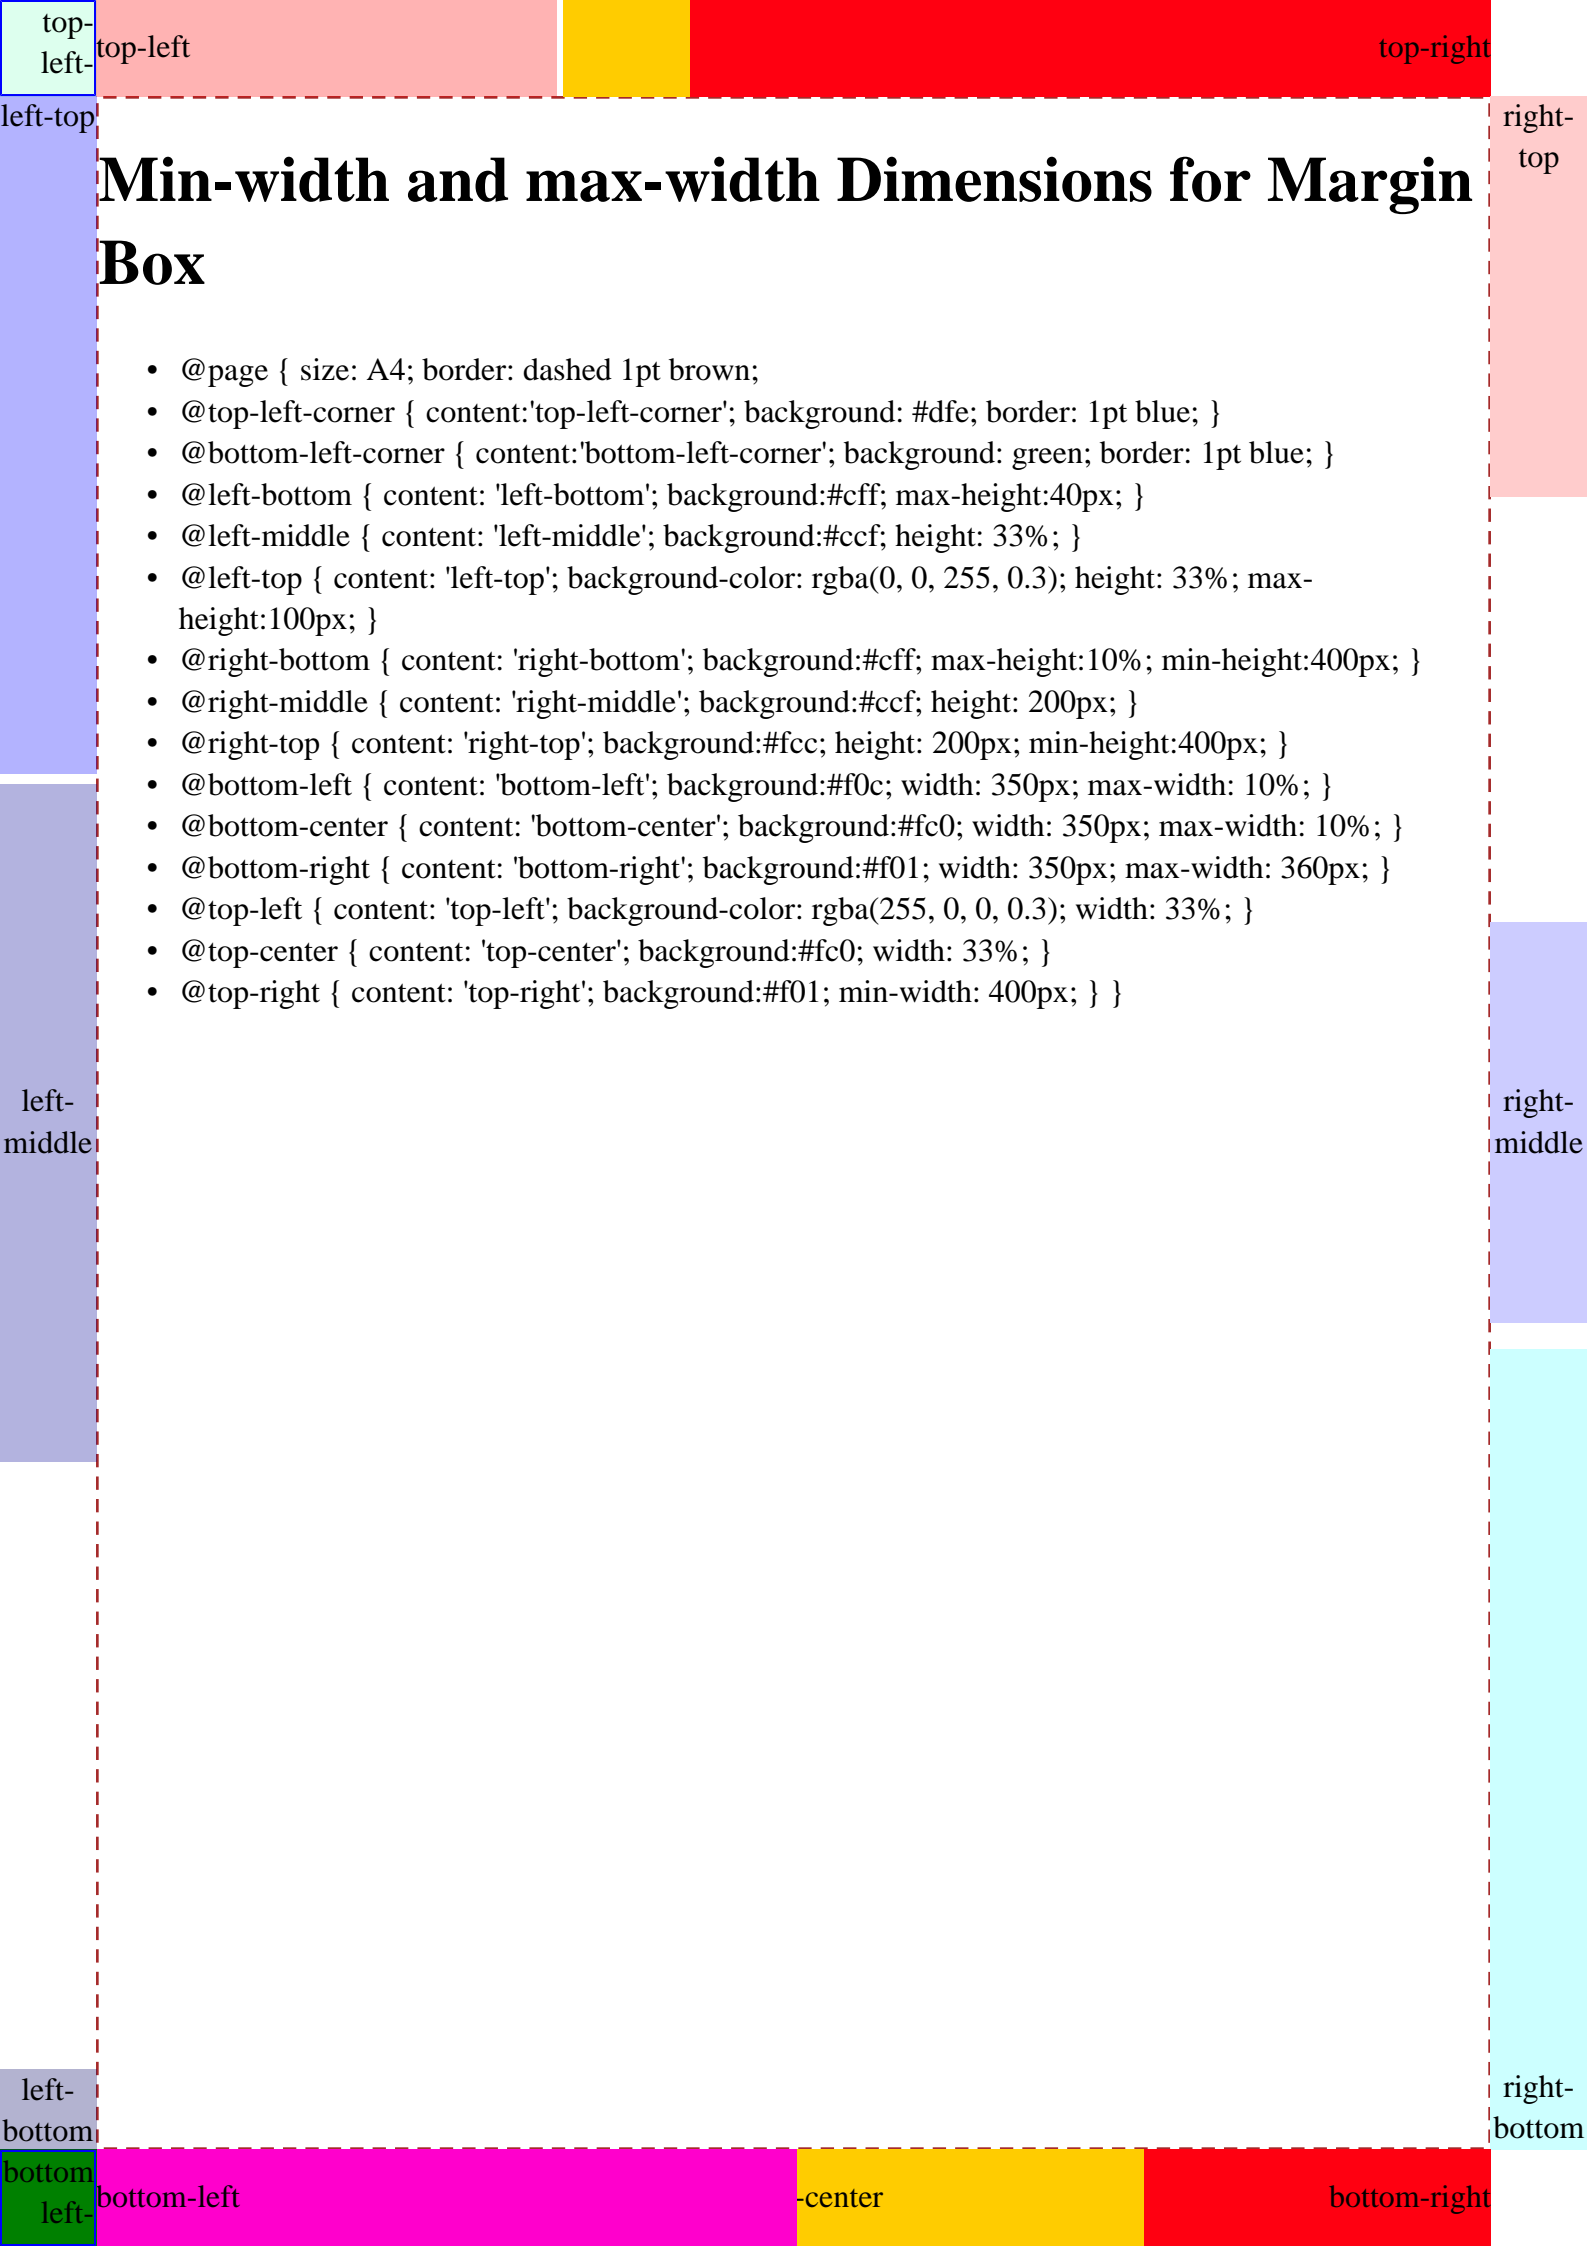 top-
left-
top-left
top-right
left-top
right-
top
Min-width and max-width Dimensions for Margin
Box
• @page { size: A4; border: dashed 1pt brown;
• @top-left-corner { content:'top-left-corner'; background: #dfe; border: 1pt blue; }
• @bottom-left-corner { content:'bottom-left-corner'; background: green; border: 1pt blue; }
• @left-bottom { content: 'left-bottom'; background:#cff; max-height:40px; }
• @left-middle { content: 'left-middle'; background:#ccf; height: 33%; }
• @left-top { content: 'left-top'; background-color: rgba(0, 0, 255, 0.3); height: 33%; max-
height:100px; }
• @right-bottom { content: 'right-bottom'; background:#cff; max-height:10%; min-height:400px; }
• @right-middle { content: 'right-middle'; background:#ccf; height: 200px; }
• @right-top { content: 'right-top'; background:#fcc; height: 200px; min-height:400px; }
• @bottom-left { content: 'bottom-left'; background:#f0c; width: 350px; max-width: 10%; }
• @bottom-center { content: 'bottom-center'; background:#fc0; width: 350px; max-width: 10%; }
• @bottom-right { content: 'bottom-right'; background:#f01; width: 350px; max-width: 360px; }
• @top-left { content: 'top-left'; background-color: rgba(255, 0, 0, 0.3); width: 33%; }
• @top-center { content: 'top-center'; background:#fc0; width: 33%; }
• @top-right { content: 'top-right'; background:#f01; min-width: 400px; } }
left-
middle
right-
middle
left-
bottom
right-
bottom
bottom
left-
bottom-left
-center
bottom-right